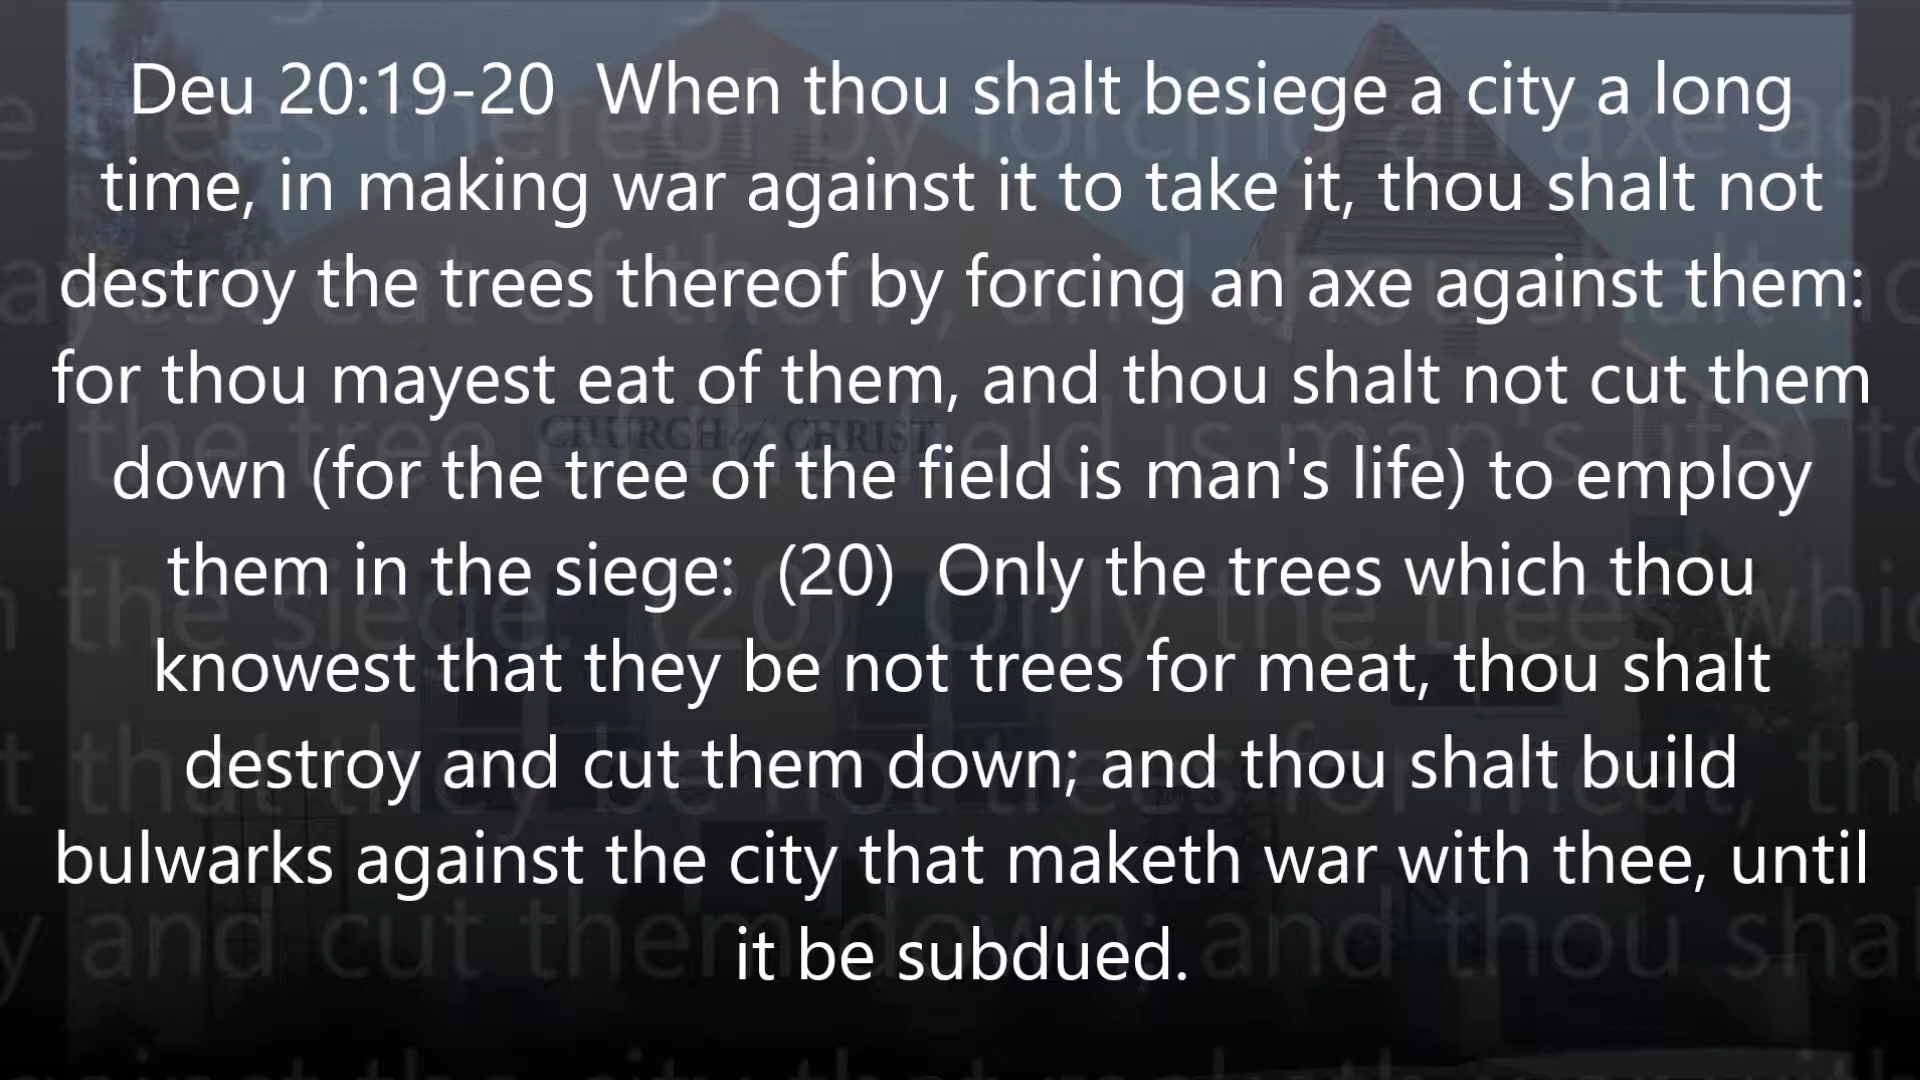 Deu 20:19-20  When thou shalt besiege a city a long
time, in making war against it to take it, thou shalt not
destroy the trees thereof by forcing an axe against them:
for thou mayest eat of them, and thou shalt not cut them
down (for the tree of the field is man's life) to employ
them in the siege:  (20)  Only the trees which thou
knowest that they be not trees for meat, thou shalt
destroy and cut them down; and thou shalt build
bulwarks against the city that maketh war with thee, until
it be subdued.
CHURCH of CHRIST